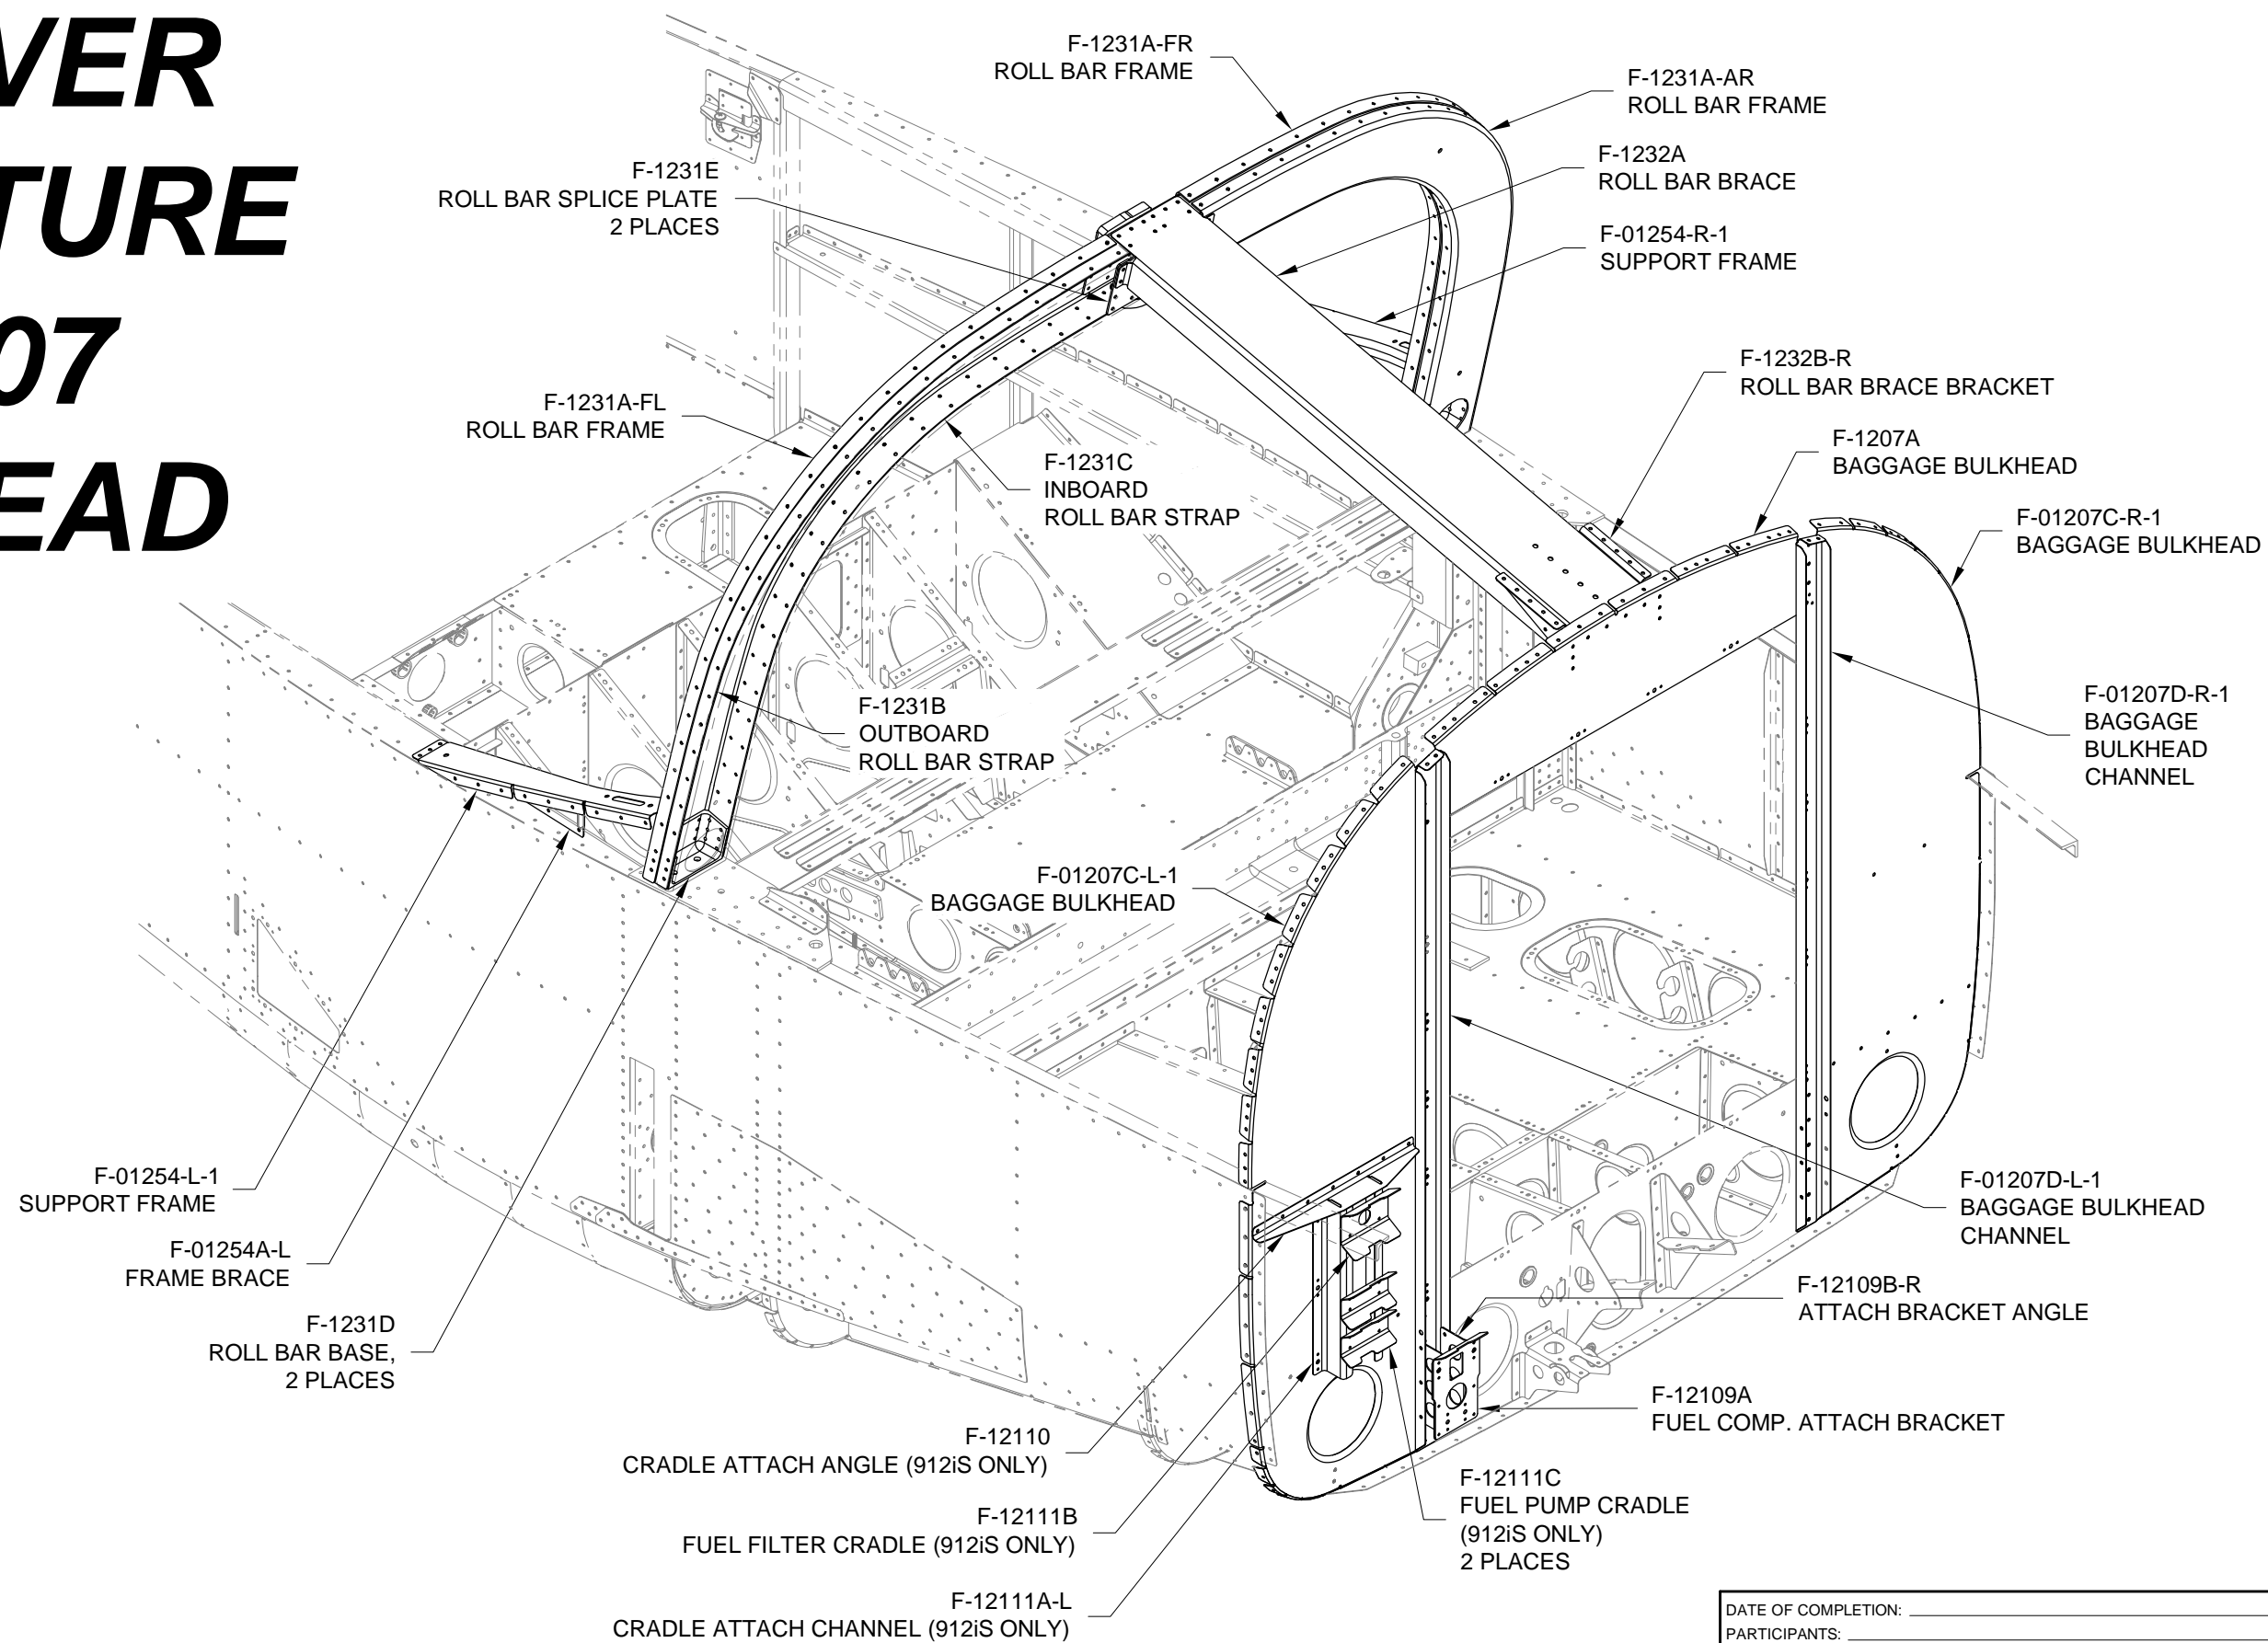 VER
TURE
07
EAD
F-1231A-FR
ROLL BAR FRAME
F-1231A-AR
ROLL BAR FRAME
F-1232A
ROLL BAR BRACE
F-1231E
ROLL BAR SPLICE PLATE
2 PLACES
F-01254-R-1
SUPPORT FRAME
F-1232B-R
ROLL BAR BRACE BRACKET
F-1231A-FL
ROLL BAR FRAME
F-1207A
BAGGAGE BULKHEAD
F-1231C
INBOARD
ROLL BAR STRAP
F-01207C-R-1
BAGGAGE BULKHEAD
F-1231B
OUTBOARD
ROLL BAR STRAP
F-01207D-R-1
BAGGAGE
BULKHEAD
CHANNEL
F-01207C-L-1
BAGGAGE BULKHEAD
F-01254-L-1
SUPPORT FRAME
F-01207D-L-1
BAGGAGE BULKHEAD
CHANNEL
F-01254A-L
FRAME BRACE
F-12109B-R
ATTACH BRACKET ANGLE
F-1231D
ROLL BAR BASE,
2 PLACES
F-12109A
FUEL COMP. ATTACH BRACKET
F-12110
CRADLE ATTACH ANGLE (912iS ONLY)
F-12111C
FUEL PUMP CRADLE
(912iS ONLY)
2 PLACES
F-12111B
FUEL FILTER CRADLE (912iS ONLY)
F-12111A-L
CRADLE ATTACH CHANNEL (912iS ONLY)
DATE OF COMPLETION:
PARTICIPANTS: